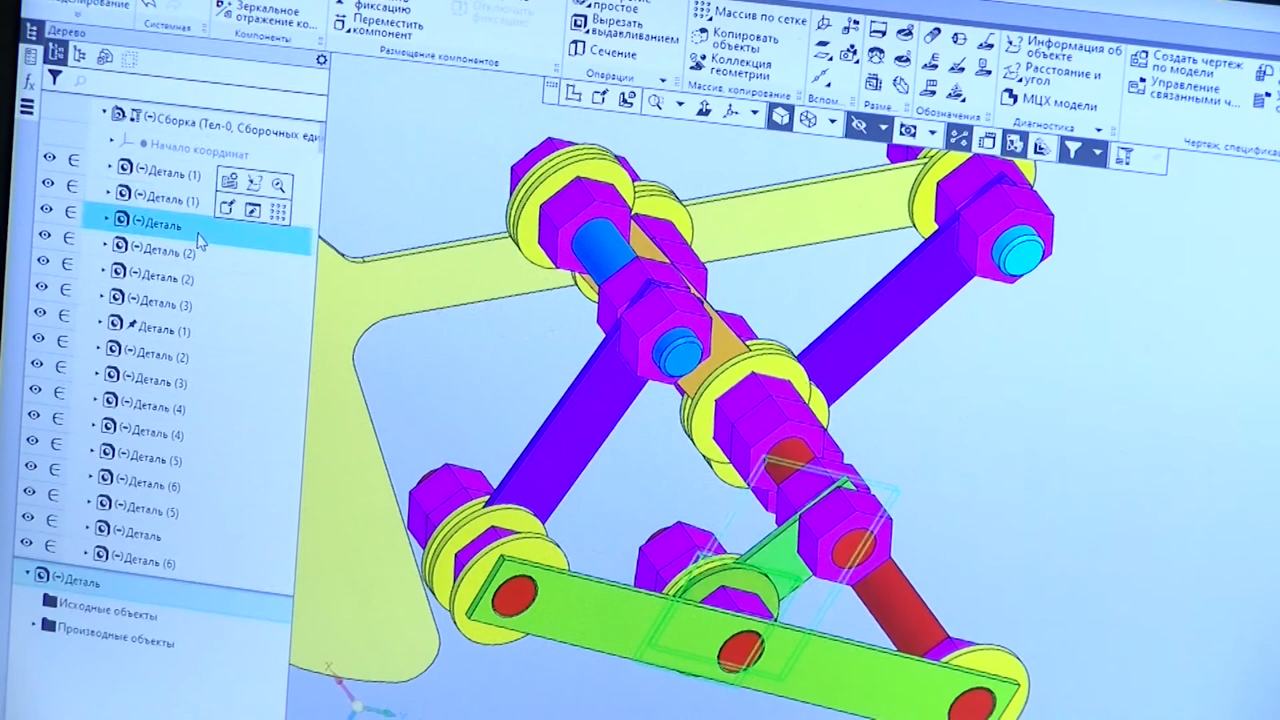 Моделирование
Системная
Зеркальное
отражение ко...
Компоненты
фиксацию
Переместить
компонент
Отключить
фиксацию
Размещение компонентов
простое
Вырезать
выдавливанием
Сечение
Операции
Массив по сетке
Копировать
объекты
Коллекция
геометрии
Массив, копирование
Вспом...
Разме...
Обозначения
Информация об
объекте
Расстояние и
угол
МЦХ модели
Диагностика
Создать чертеж
по модели
Управление
связанными ч...
Дерево
(-)Сборка (Тел-0, Сборочных еди
Начало координат
(-)Деталь (1)
(-)Деталь (1)
(-)Деталь
(-)Деталь (2)
(-)Деталь (2)
(-)Деталь (3)
Деталь (1)
(-)Деталь (2)
(-)Деталь (3)
(-)Деталь (4)
(-)Деталь (4)
(-)Деталь (5)
(-)Деталь (6)
(-)Деталь (5)
(-)Деталь
(-)Деталь (6)
(-)Деталь
Исходные объекты
Производные объекты
X